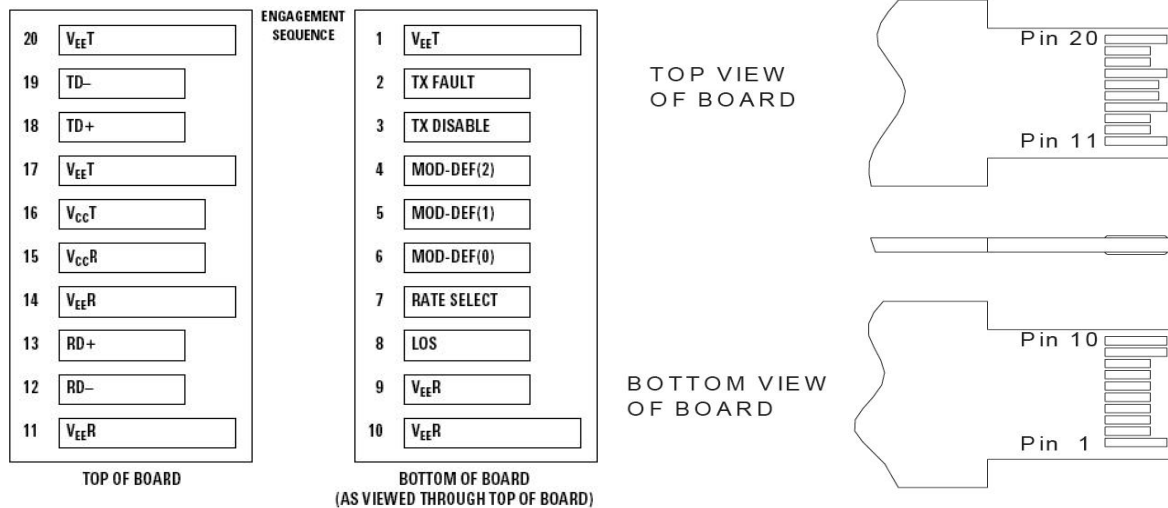 ENGAGEMENT
SEQUENCE
20 VEET
19 TD–
18 TD+
17 VEET
16 VCCT
15 VCCR
14 VEER
13 RD+
12 RD–
11 VEER
TOP OF BOARD
1 VEET
2 TX FAULT
3 TX DISABLE
4 MOD-DEF(2)
5 MOD-DEF(1)
6 MOD-DEF(0)
7 RATE SELECT
8 LOS
9 VEER
10 VEER
BOTTOM OF BOARD
(AS VIEWED THROUGH TOP OF BOARD)
TOP VIEW
OF BOARD
Pin 20
Pin 11
BOTTOM VIEW
OF BOARD
Pin 10
Pin 1